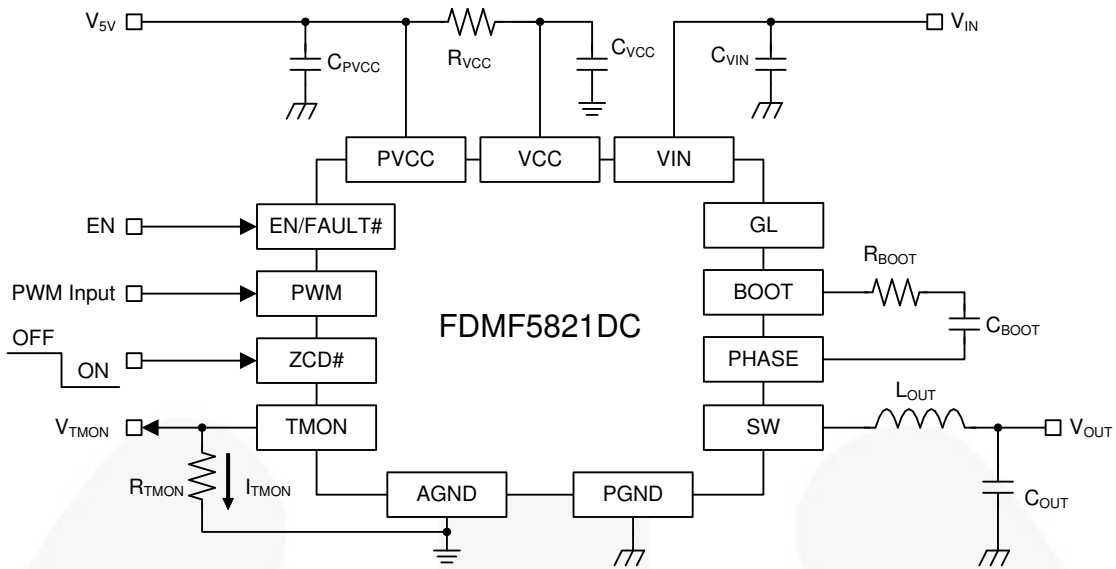 V5V
VIN
CPVCC
RVCC
CVCC
CVIN
PVCC
VCC
VIN
EN
EN/FAULT#
GL
PWM Input
PWM
BOOT
RBOOT
CBOOT
FDMF5821DC
OFF
ON
ZCD#
PHASE
VTMON
TMON
SW
LOUT
VOUT
RTMON
ITMON
AGND
PGND
COUT